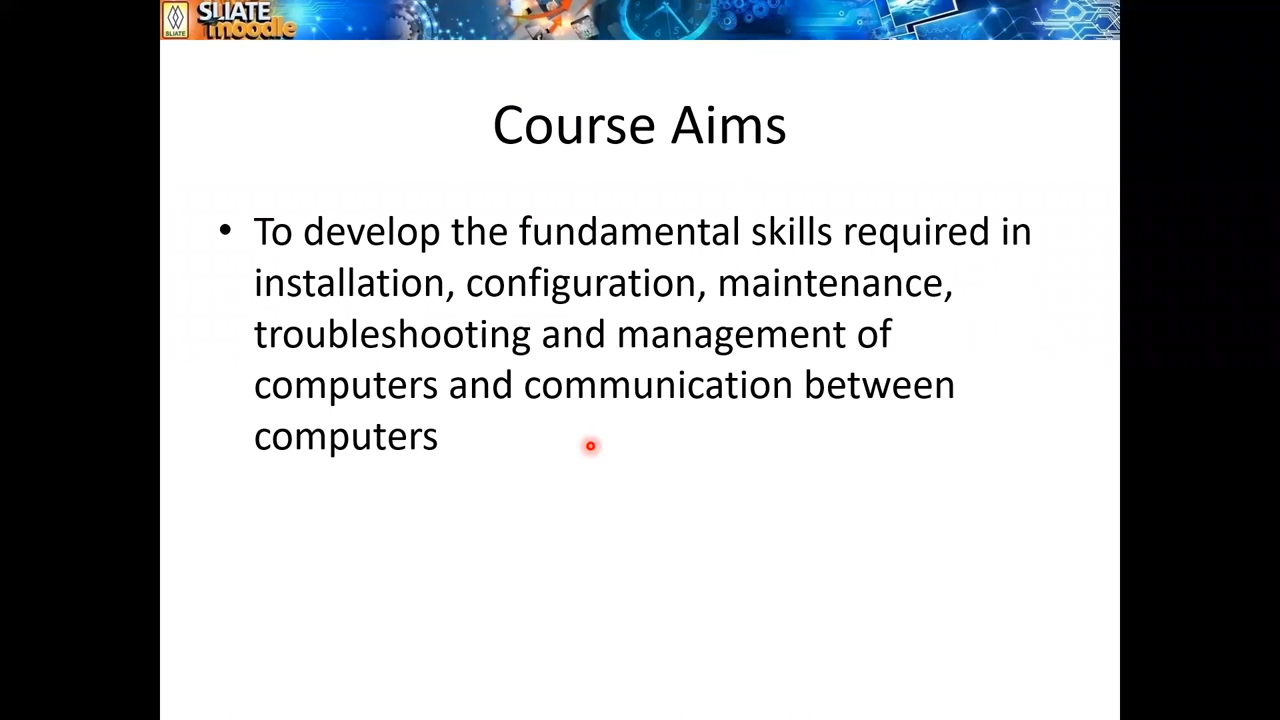 SLIATE
moodle
SLIATE
Course Aims
• To develop the fundamental skills required in
installation, configuration, maintenance,
troubleshooting and management of
computers and communication between
computers